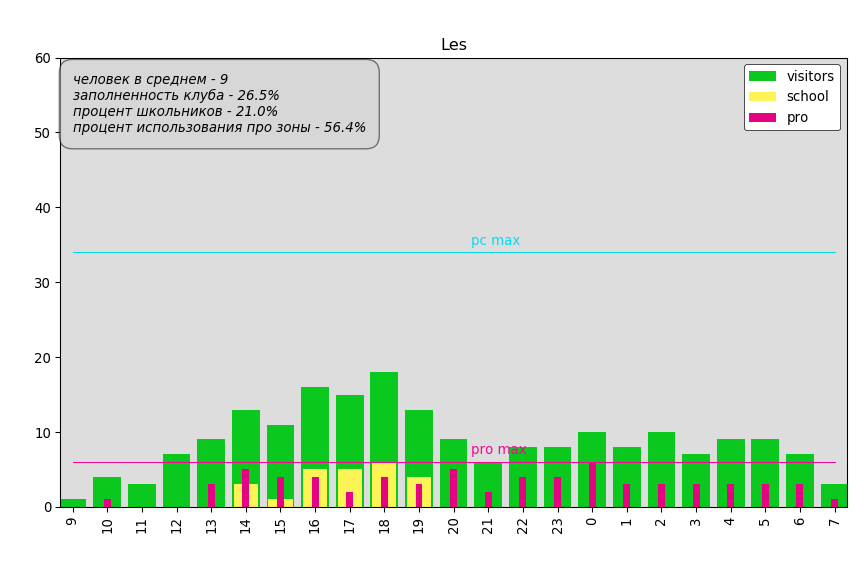 Les
человек в среднем - 9
заполненность клуба - 26.5%
процент школьников - 21.0%
процент использования про зоны - 56.4%
visitors
school
pro
60
50
40
30
20
10
0
pc max
pro max
9 10 11 12 13 14 15 16 17 18 19 20 21 22 23 0 1 2 3 4 5 6 7